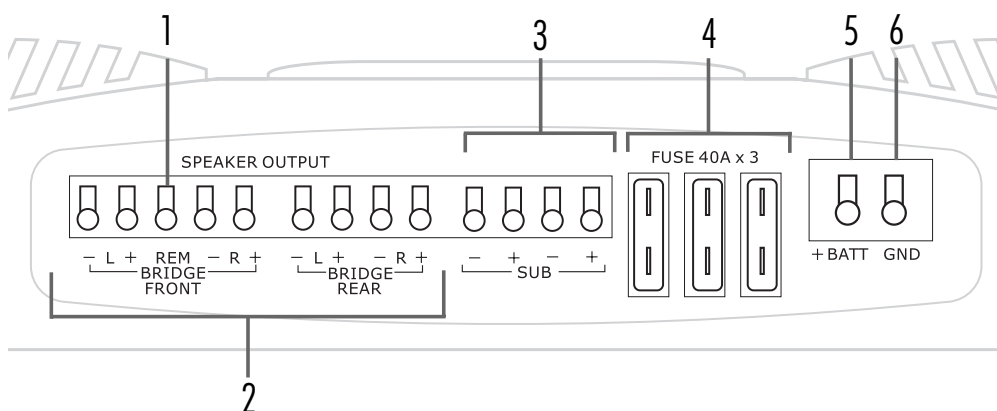 1 3 4 5 6
SPEAKER OUTPUT FUSE 40A x 3
− L + REM − R + − L + − R + − + − + +BATT GND
BRIDGE BRIDGE SUB
FRONT REAR
2